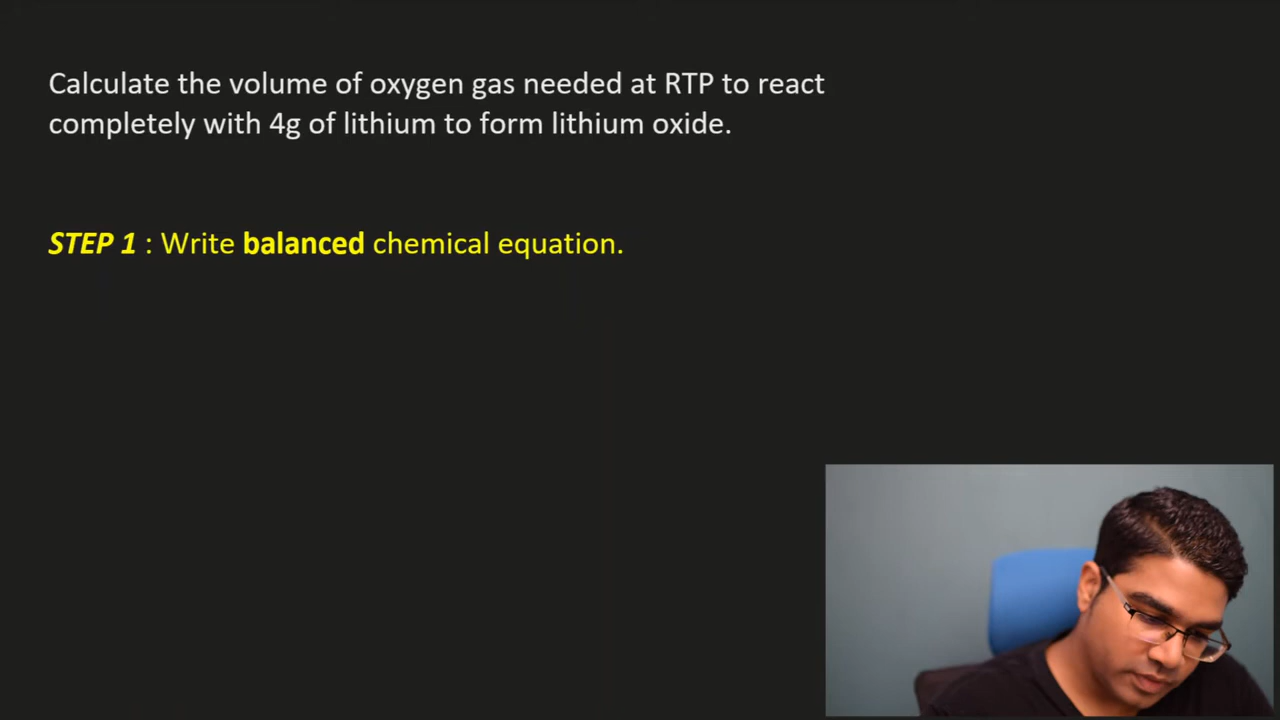 Calculate the volume of oxygen gas needed at RTP to react
completely with 4g of lithium to form lithium oxide.
STEP 1 : Write balanced chemical equation.